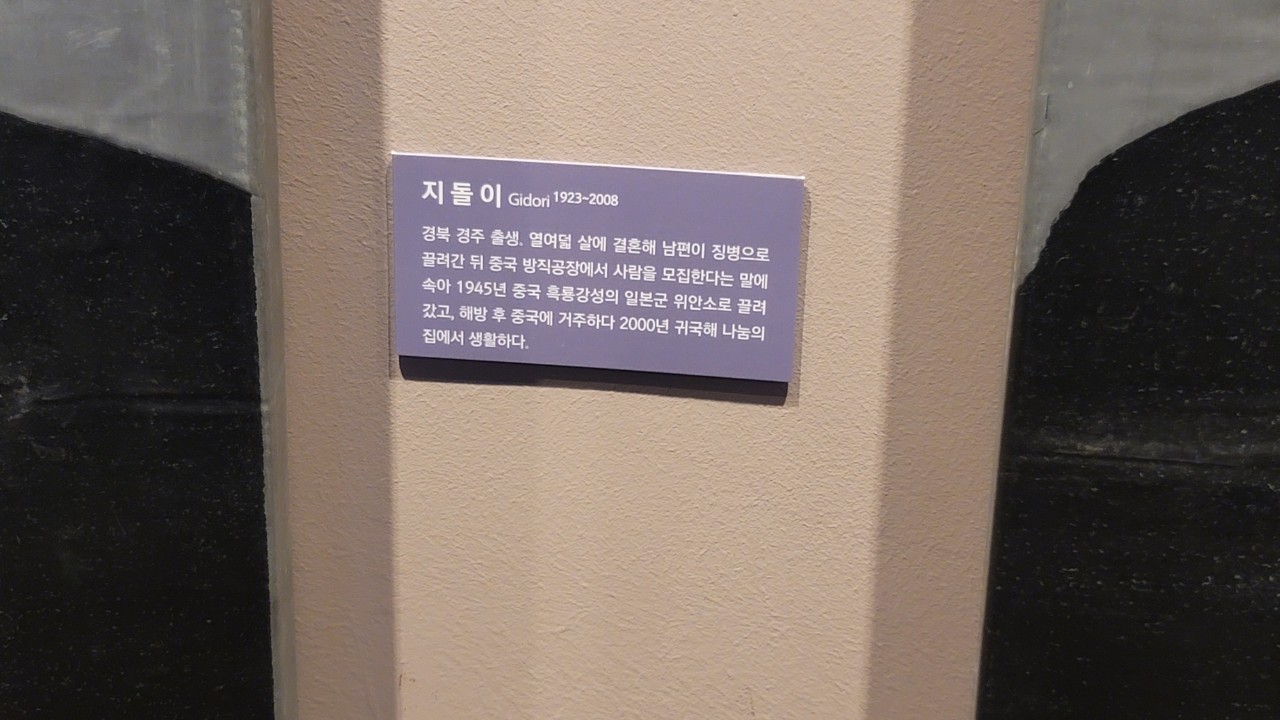 지돌이 Gidori 1923~2008
경북 경주 출생. 열여덟 살에 결혼해 남편이 징병으로
끌려간 뒤 중국 방직공장에서 사람을 모집한다는 말에
속아 1945년 중국 흑룡강성의 일본군 위안소로 끌려
갔고, 해방 후 중국에 거주하다 2000년 귀국해 나눔의
집에서 생활하다.